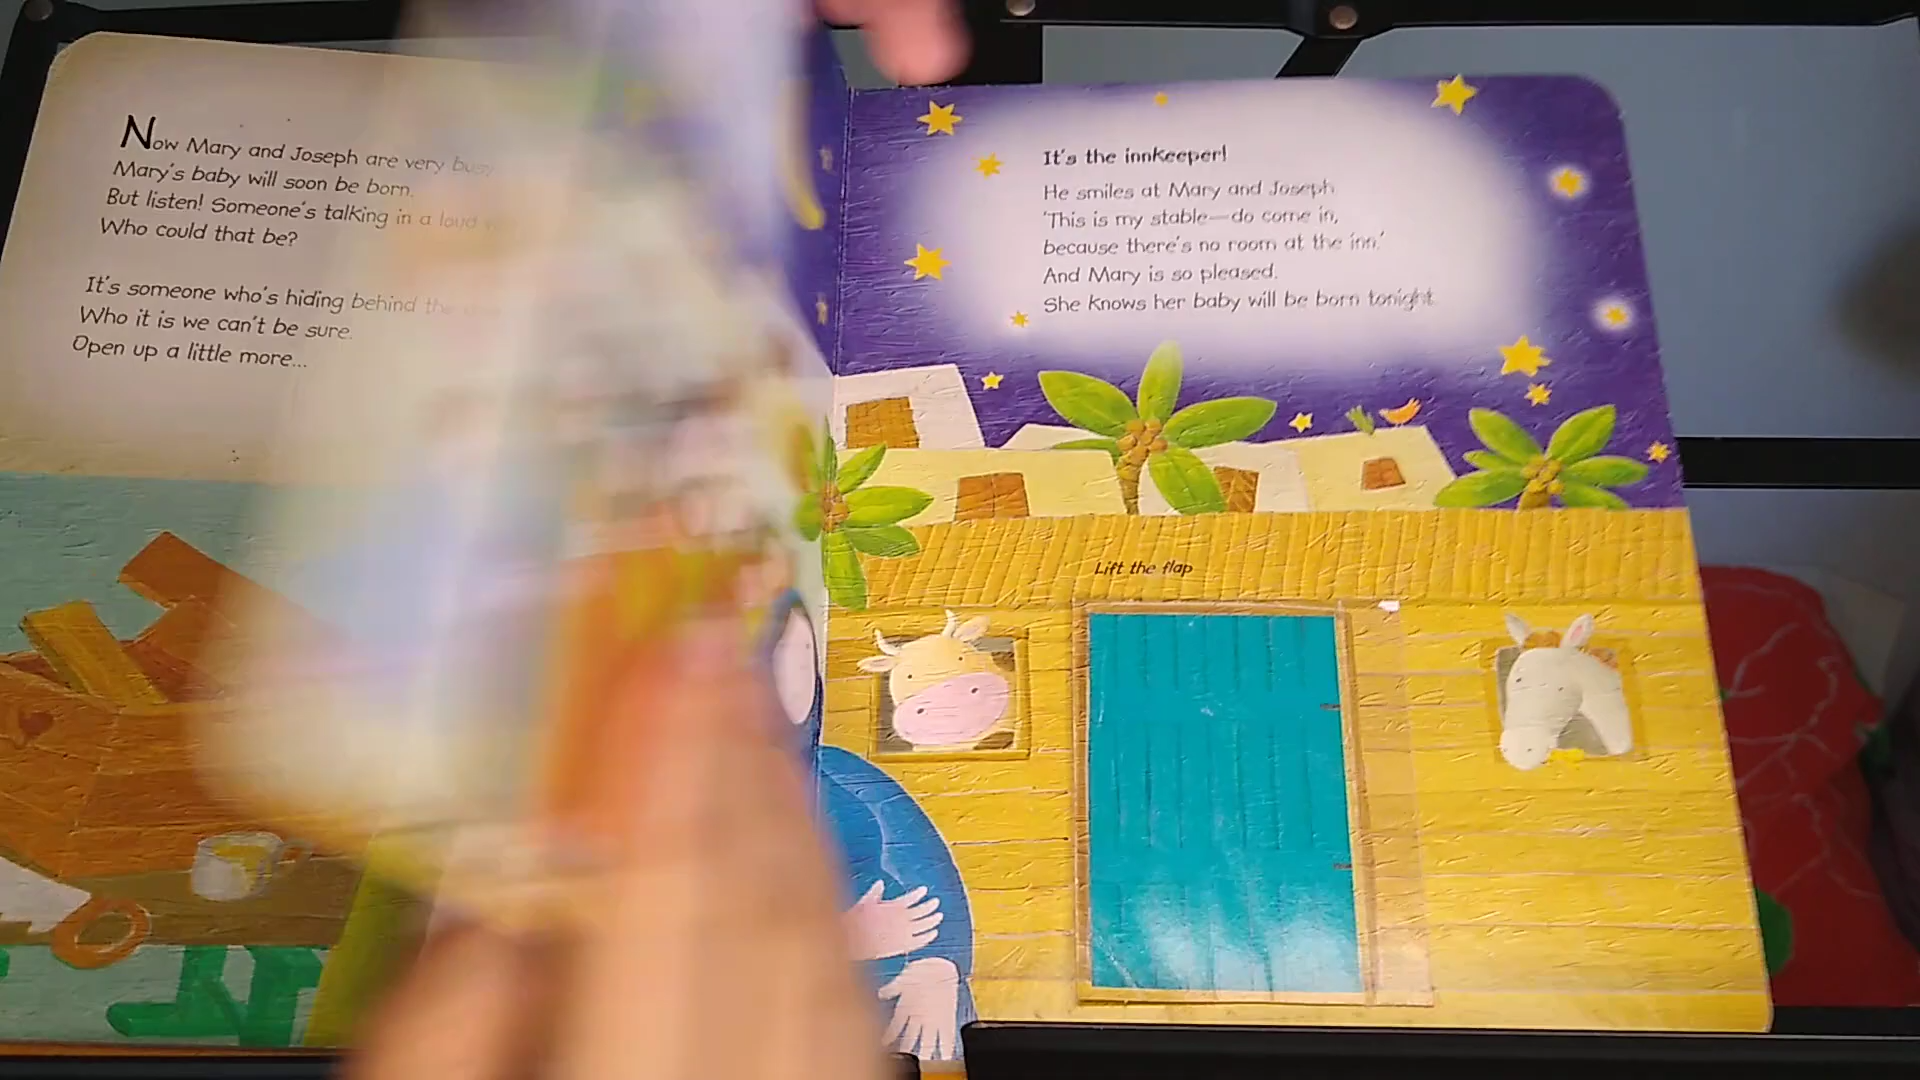 Now Mary and Joseph are very busy
Mary's baby will soon be born.
But listen! Someone's talking in a loud
Who could that be?
It's someone who's hiding behind the
Who it is we can't be sure.
Open up a little more...
It's the innkeeper!
He smiles at Mary and Joseph.
'This is my stable—do come in,
because there's no room at the inn.'
And Mary is so pleased.
She knows her baby will be born tonight.
Lift the flap